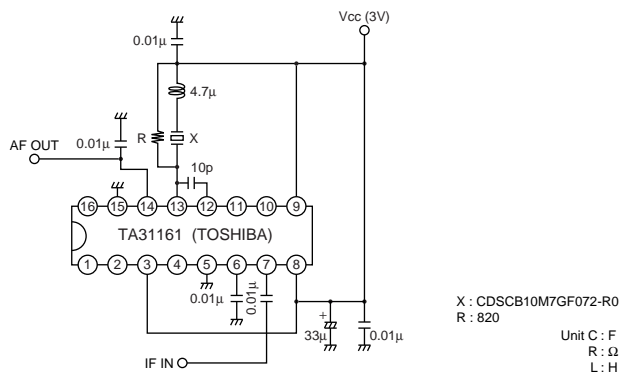 Vcc (3V)
0.01μ
4.7μ
R
X
0.01μ
AF OUT
10p
16 15 14 13 12 11 10 9
TA31161 (TOSHIBA)
1 2 3 4 5 6 7 8
0.01μ
0.01μ
+
33μ
0.01μ
IF IN
X : CDSCB10M7GF072-R0
R : 820
Unit C : F
R : Ω
L : H